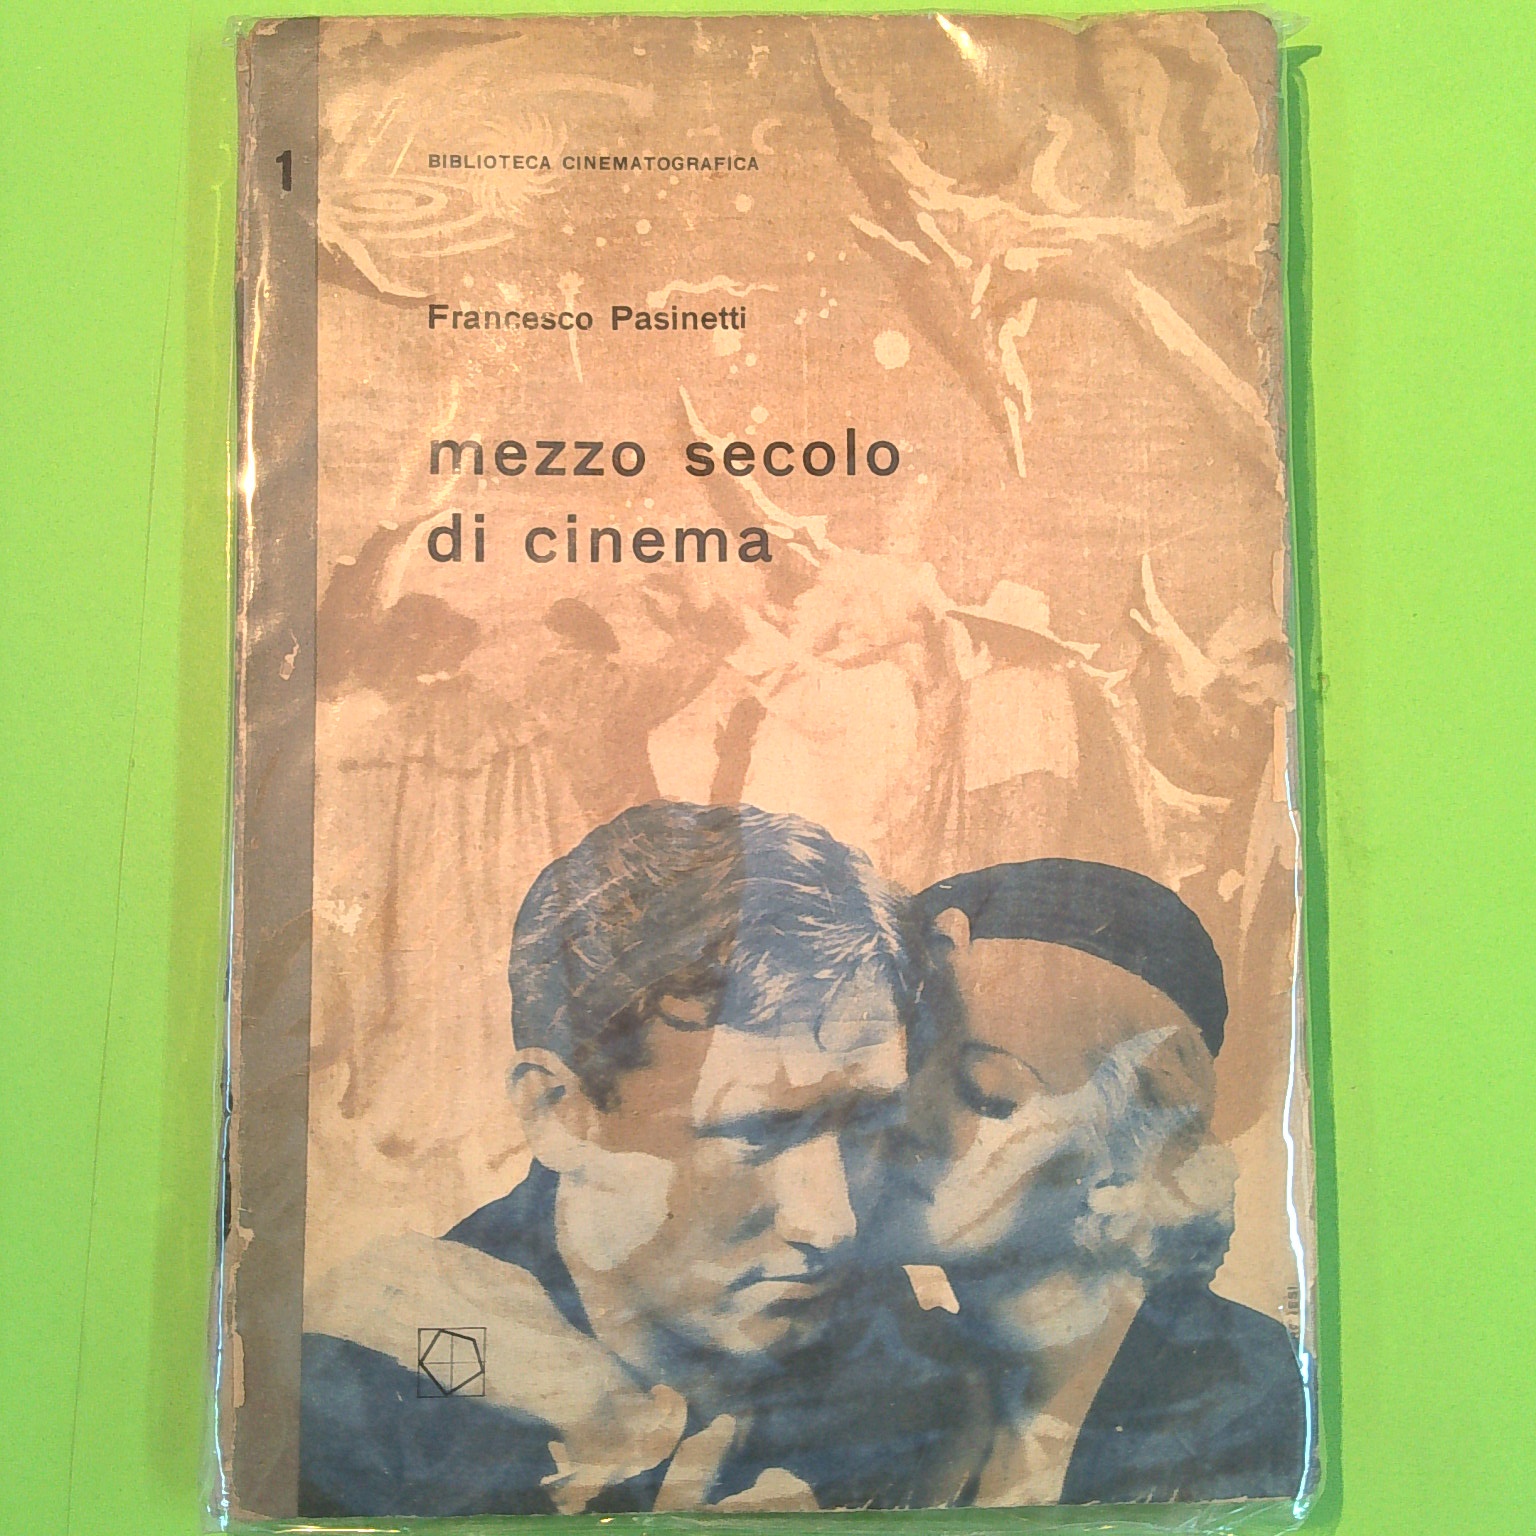 1
BIBLIOTECA CINEMATOGRAFICA
Francesco Pasinetti
mezzo secolo
di cinema